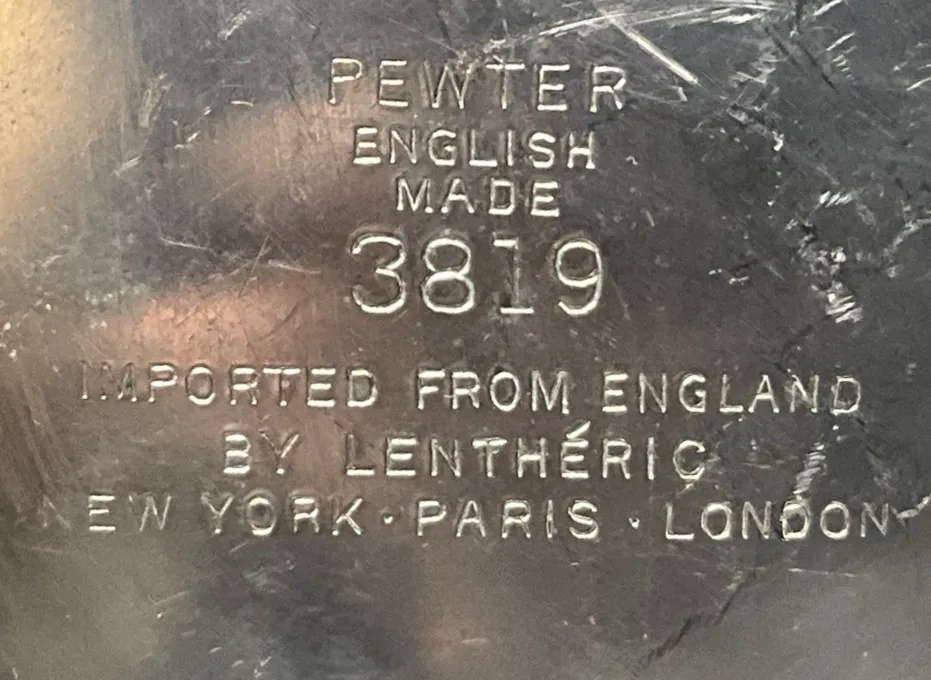 PEWTER
ENGLISH
MADE
3819
IMPORTED FROM ENGLAND
BY LENTHÉRIC
NEW YORK · PARIS · LONDON